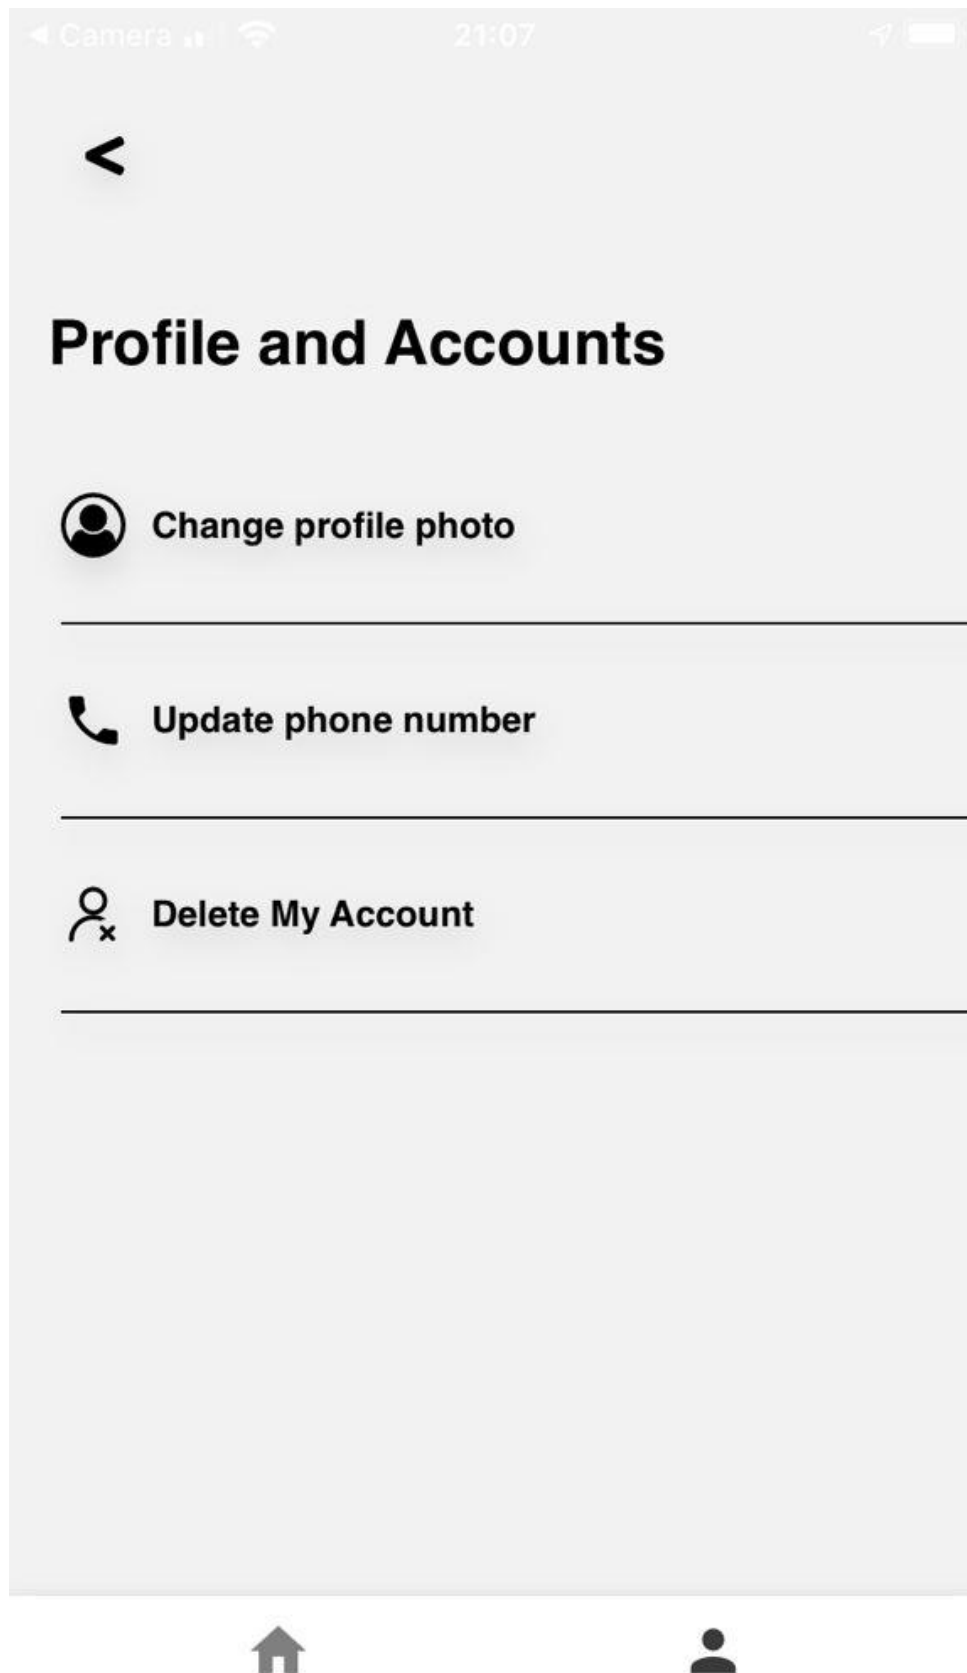 Camera
21:07
<
Profile and Accounts
Change profile photo
Update phone number
Delete My Account